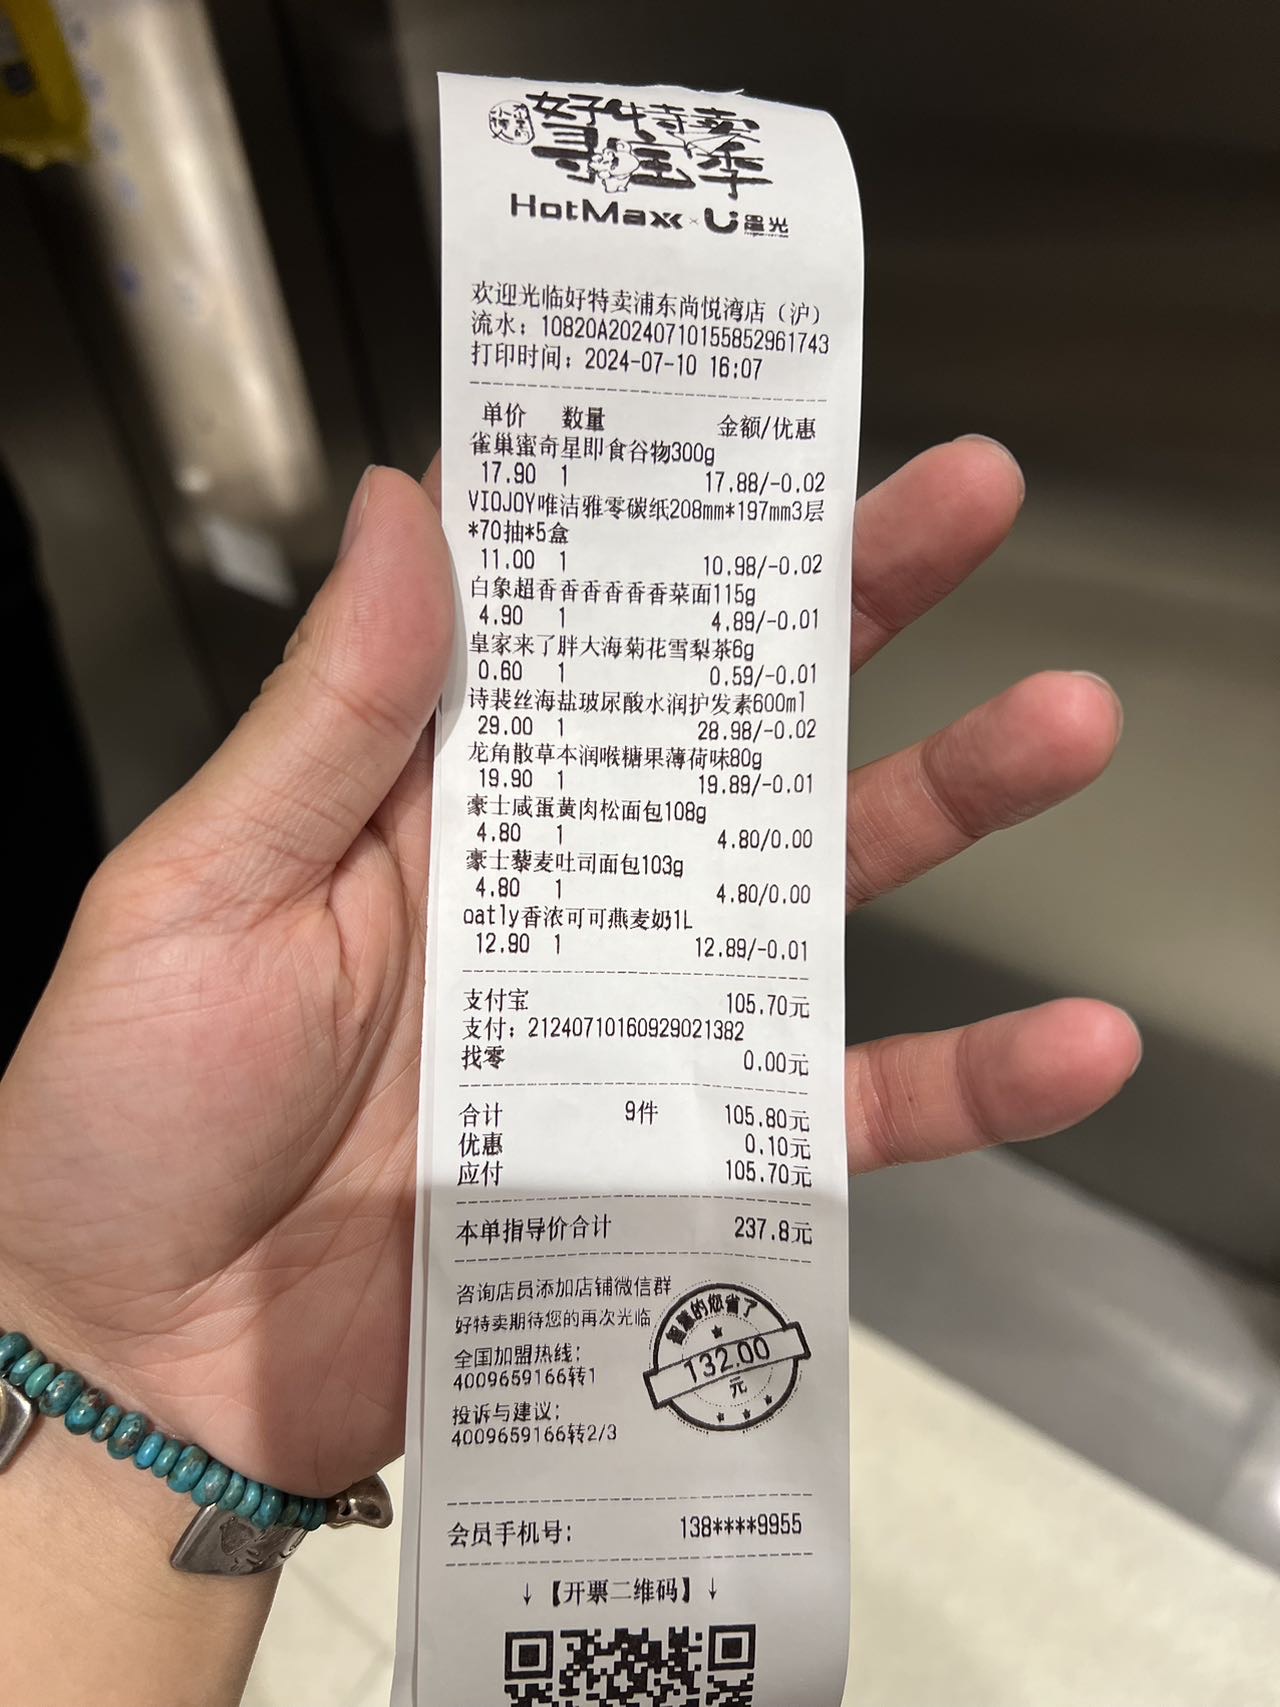 好特卖
寻宝季
HotMaxx × 墨光
欢迎光临好特卖浦东尚悦湾店（沪）
流水：10820A20240710155852961743
打印时间：2024-07-10 16:07
单价 数量 金额/优惠
雀巢蜜奇星即食谷物300g
17.90 1 17.88/-0.02
VIOJOY唯洁雅零碳纸208mm*197mm3层
*70抽*5盒
11.00 1 10.98/-0.02
白象超香香香香香香菜面115g
4.90 1 4.89/-0.01
皇家来了胖大海菊花雪梨茶6g
0.60 1 0.59/-0.01
诗裴丝海盐玻尿酸水润护发素600ml
29.00 1 28.98/-0.02
龙角散草本润喉糖果薄荷味80g
19.90 1 19.89/-0.01
豪士咸蛋黄肉松面包108g
4.80 1 4.80/0.00
豪士藜麦吐司面包103g
4.80 1 4.80/0.00
oatly香浓可可燕麦奶1L
12.90 1 12.89/-0.01
支付宝 105.70元
支付：21240710160929021382
找零 0.00元
合计 9件 105.80元
优惠 0.10元
应付 105.70元
本单指导价合计 237.8元
咨询店员添加店铺微信群
好特卖期待您的再次光临
全国加盟热线：
4009659166转1
投诉与建议：
4009659166转2/3
的您省了
132.00
元
会员手机号： 138****9955
↓【开票二维码】↓